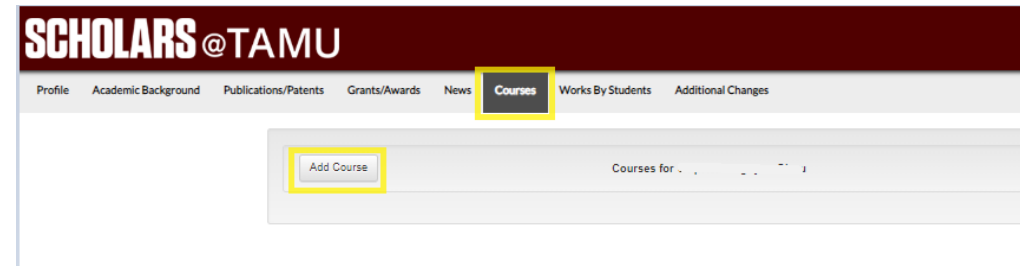 SCHOLARS @TAMU
Profile Academic Background Publications/Patents Grants/Awards News Courses Works By Students Additional Changes
Add Course Courses for